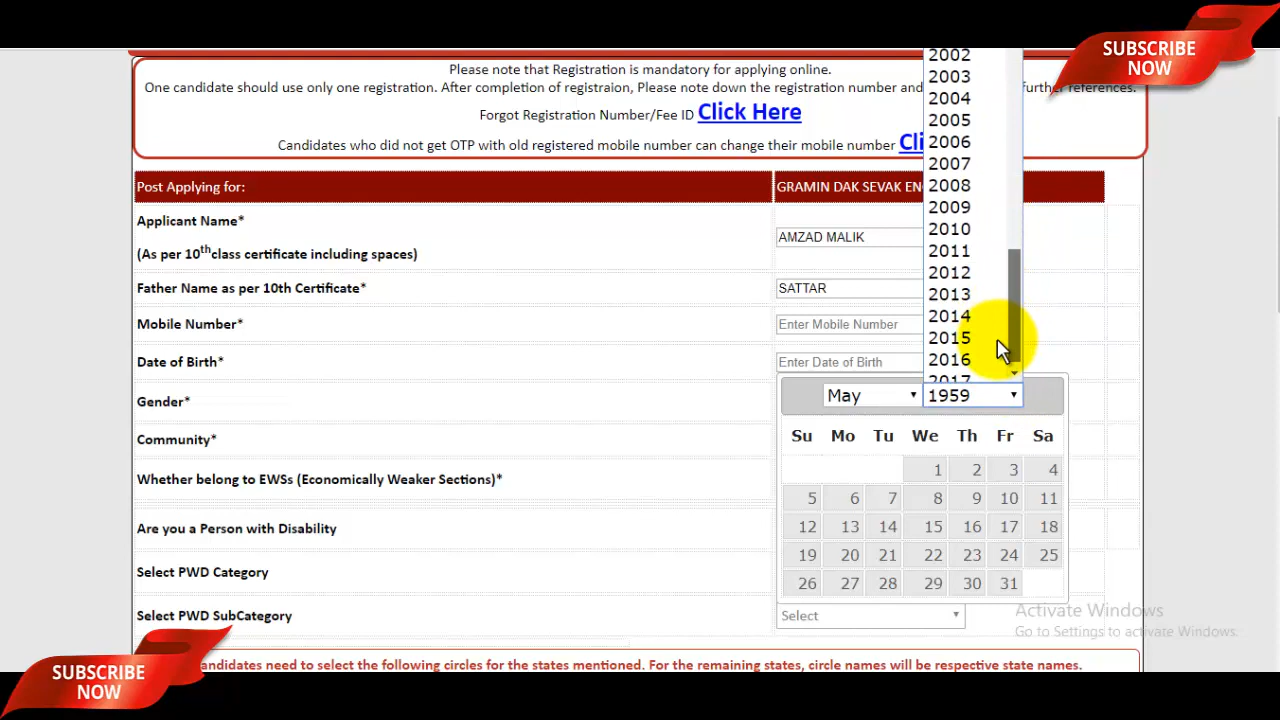 SUBSCRIBE
NOW
Please note that Registration is mandatory for applying online.
One candidate should use only one registration. After completion of registraion, Please note down the registration number and further references.
Forgot Registration Number/Fee ID Click Here
Candidates who did not get OTP with old registered mobile number can change their mobile number Cli
Post Applying for:
GRAMIN DAK SEVAK EN
Applicant Name*
(As per 10th class certificate including spaces)
AMZAD MALIK
Father Name as per 10th Certificate*
SATTAR
Mobile Number*
Enter Mobile Number
Date of Birth*
Enter Date of Birth
Gender*
Community*
Whether belong to EWSs (Economically Weaker Sections)*
Are you a Person with Disability
Select PWD Category
Select PWD SubCategory
Select
2002
2003
2004
2005
2006
2007
2008
2009
2010
2011
2012
2013
2014
2015
2016
2017
May 1959
Su Mo Tu We Th Fr Sa
1 2 3 4
5 6 7 8 9 10 11
12 13 14 15 16 17 18
19 20 21 22 23 24 25
26 27 28 29 30 31
Activate Windows
Go to Settings to activate Windows.
andidates need to select the following circles for the states mentioned. For the remaining states, circle names will be respective state names.
SUBSCRIBE
NOW